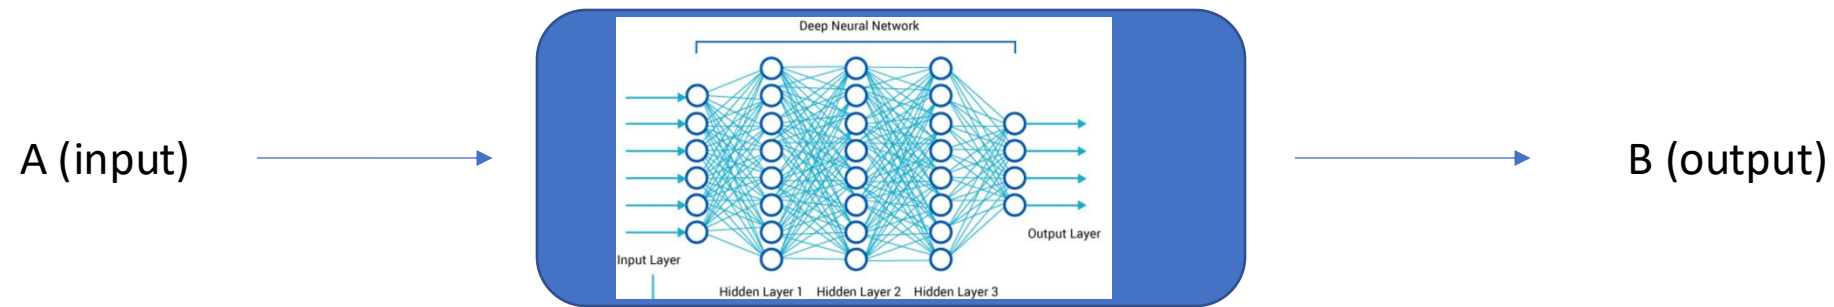 Deep Neural Network
A (input)
B (output)
Output Layer
Input Layer
Hidden Layer 1 Hidden Layer 2 Hidden Layer 3